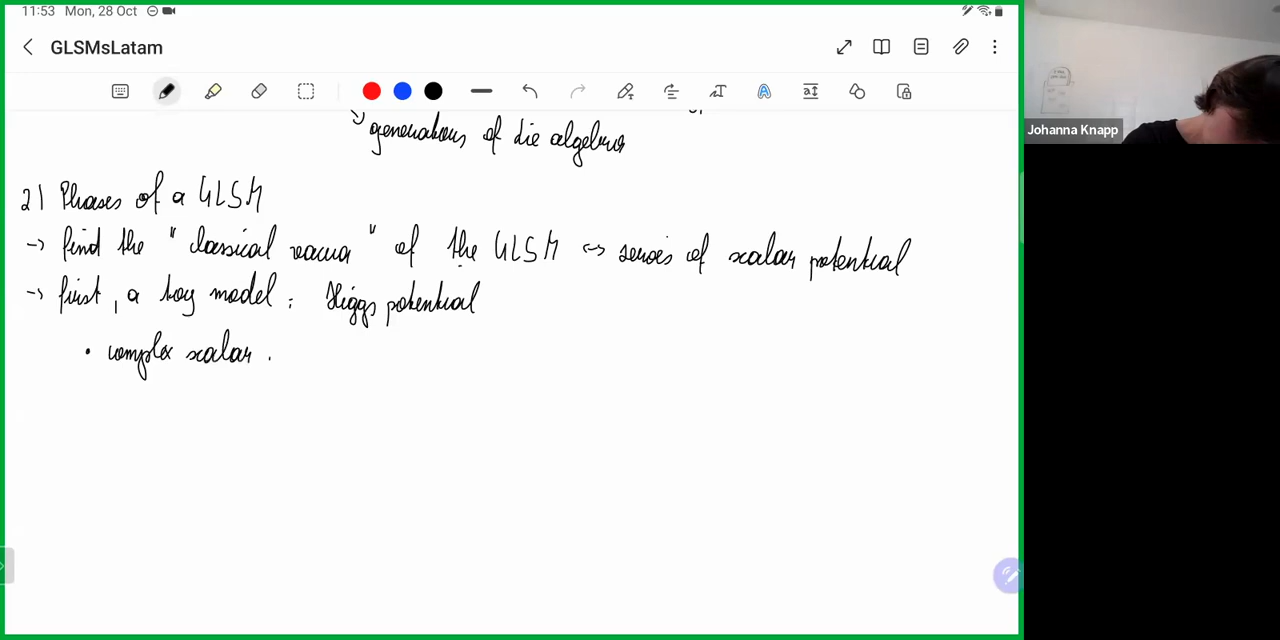 11:53 Mon, 28 Oct
GLSMsLatam
Johanna Knapp
generators of Lie algebra
2) Phases of a GLSM
-> find the "classical vacua" of the GLSM <-> zeroes of scalar potential
-> first, a toy model: Higgs potential
• complex scalar